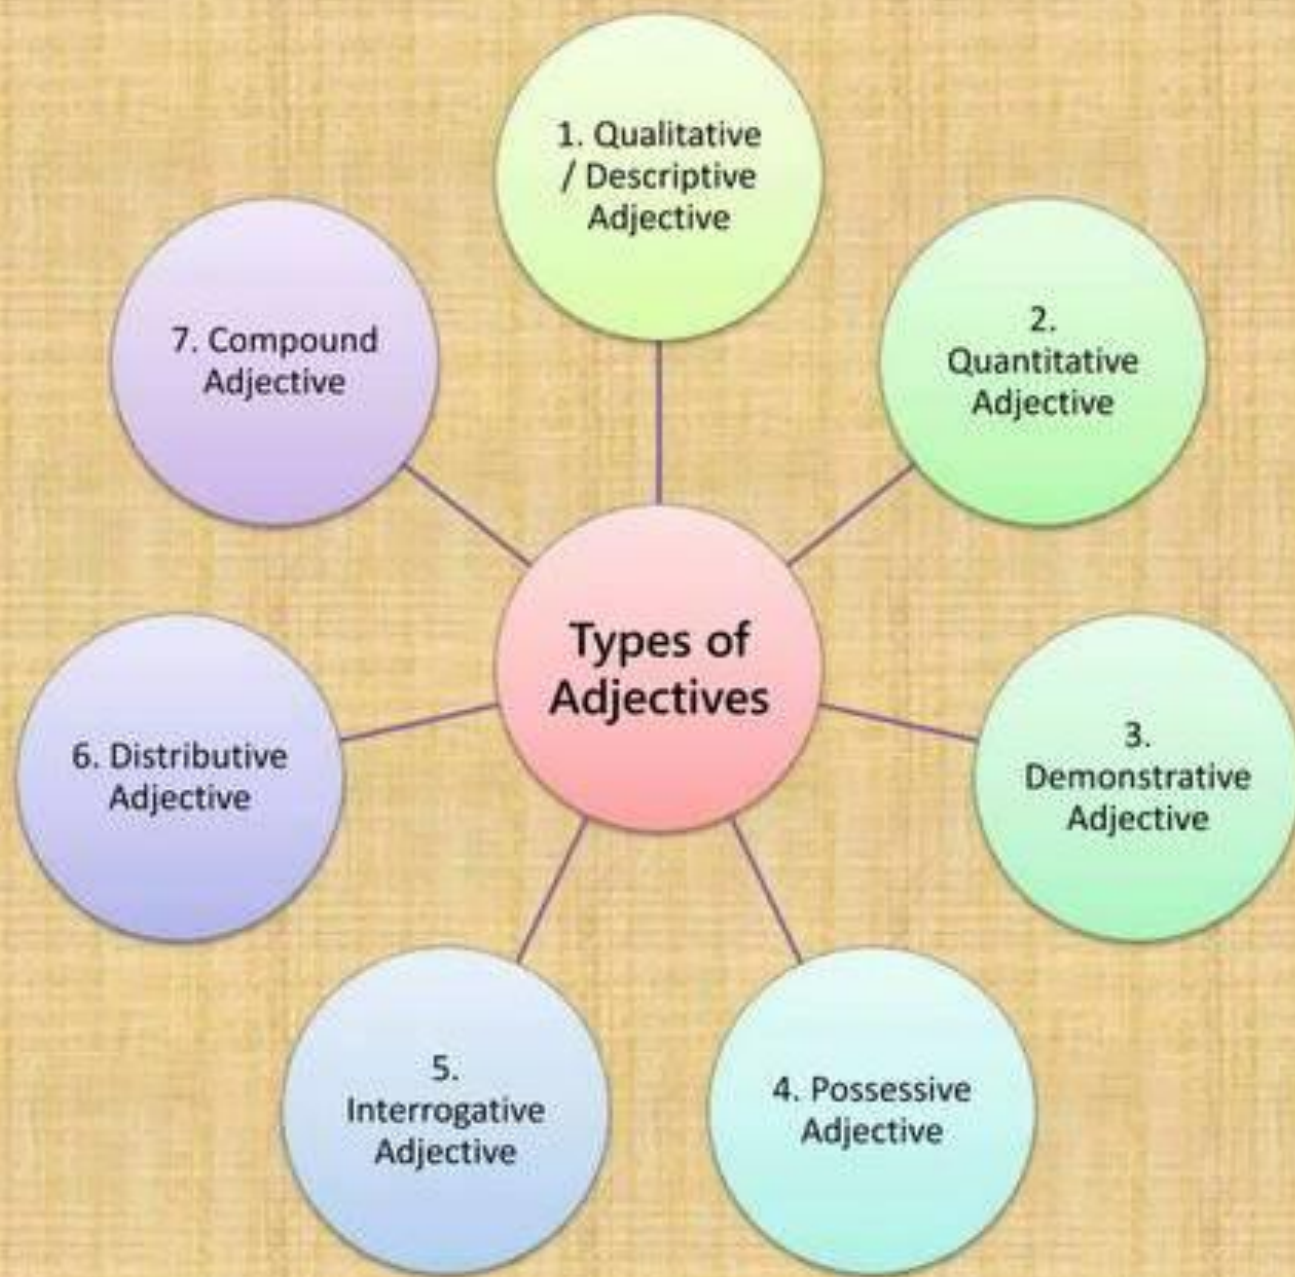 1. Qualitative
/ Descriptive
Adjective
2.
Quantitative
Adjective
3.
Demonstrative
Adjective
4. Possessive
Adjective
5.
Interrogative
Adjective
6. Distributive
Adjective
7. Compound
Adjective
Types of
Adjectives